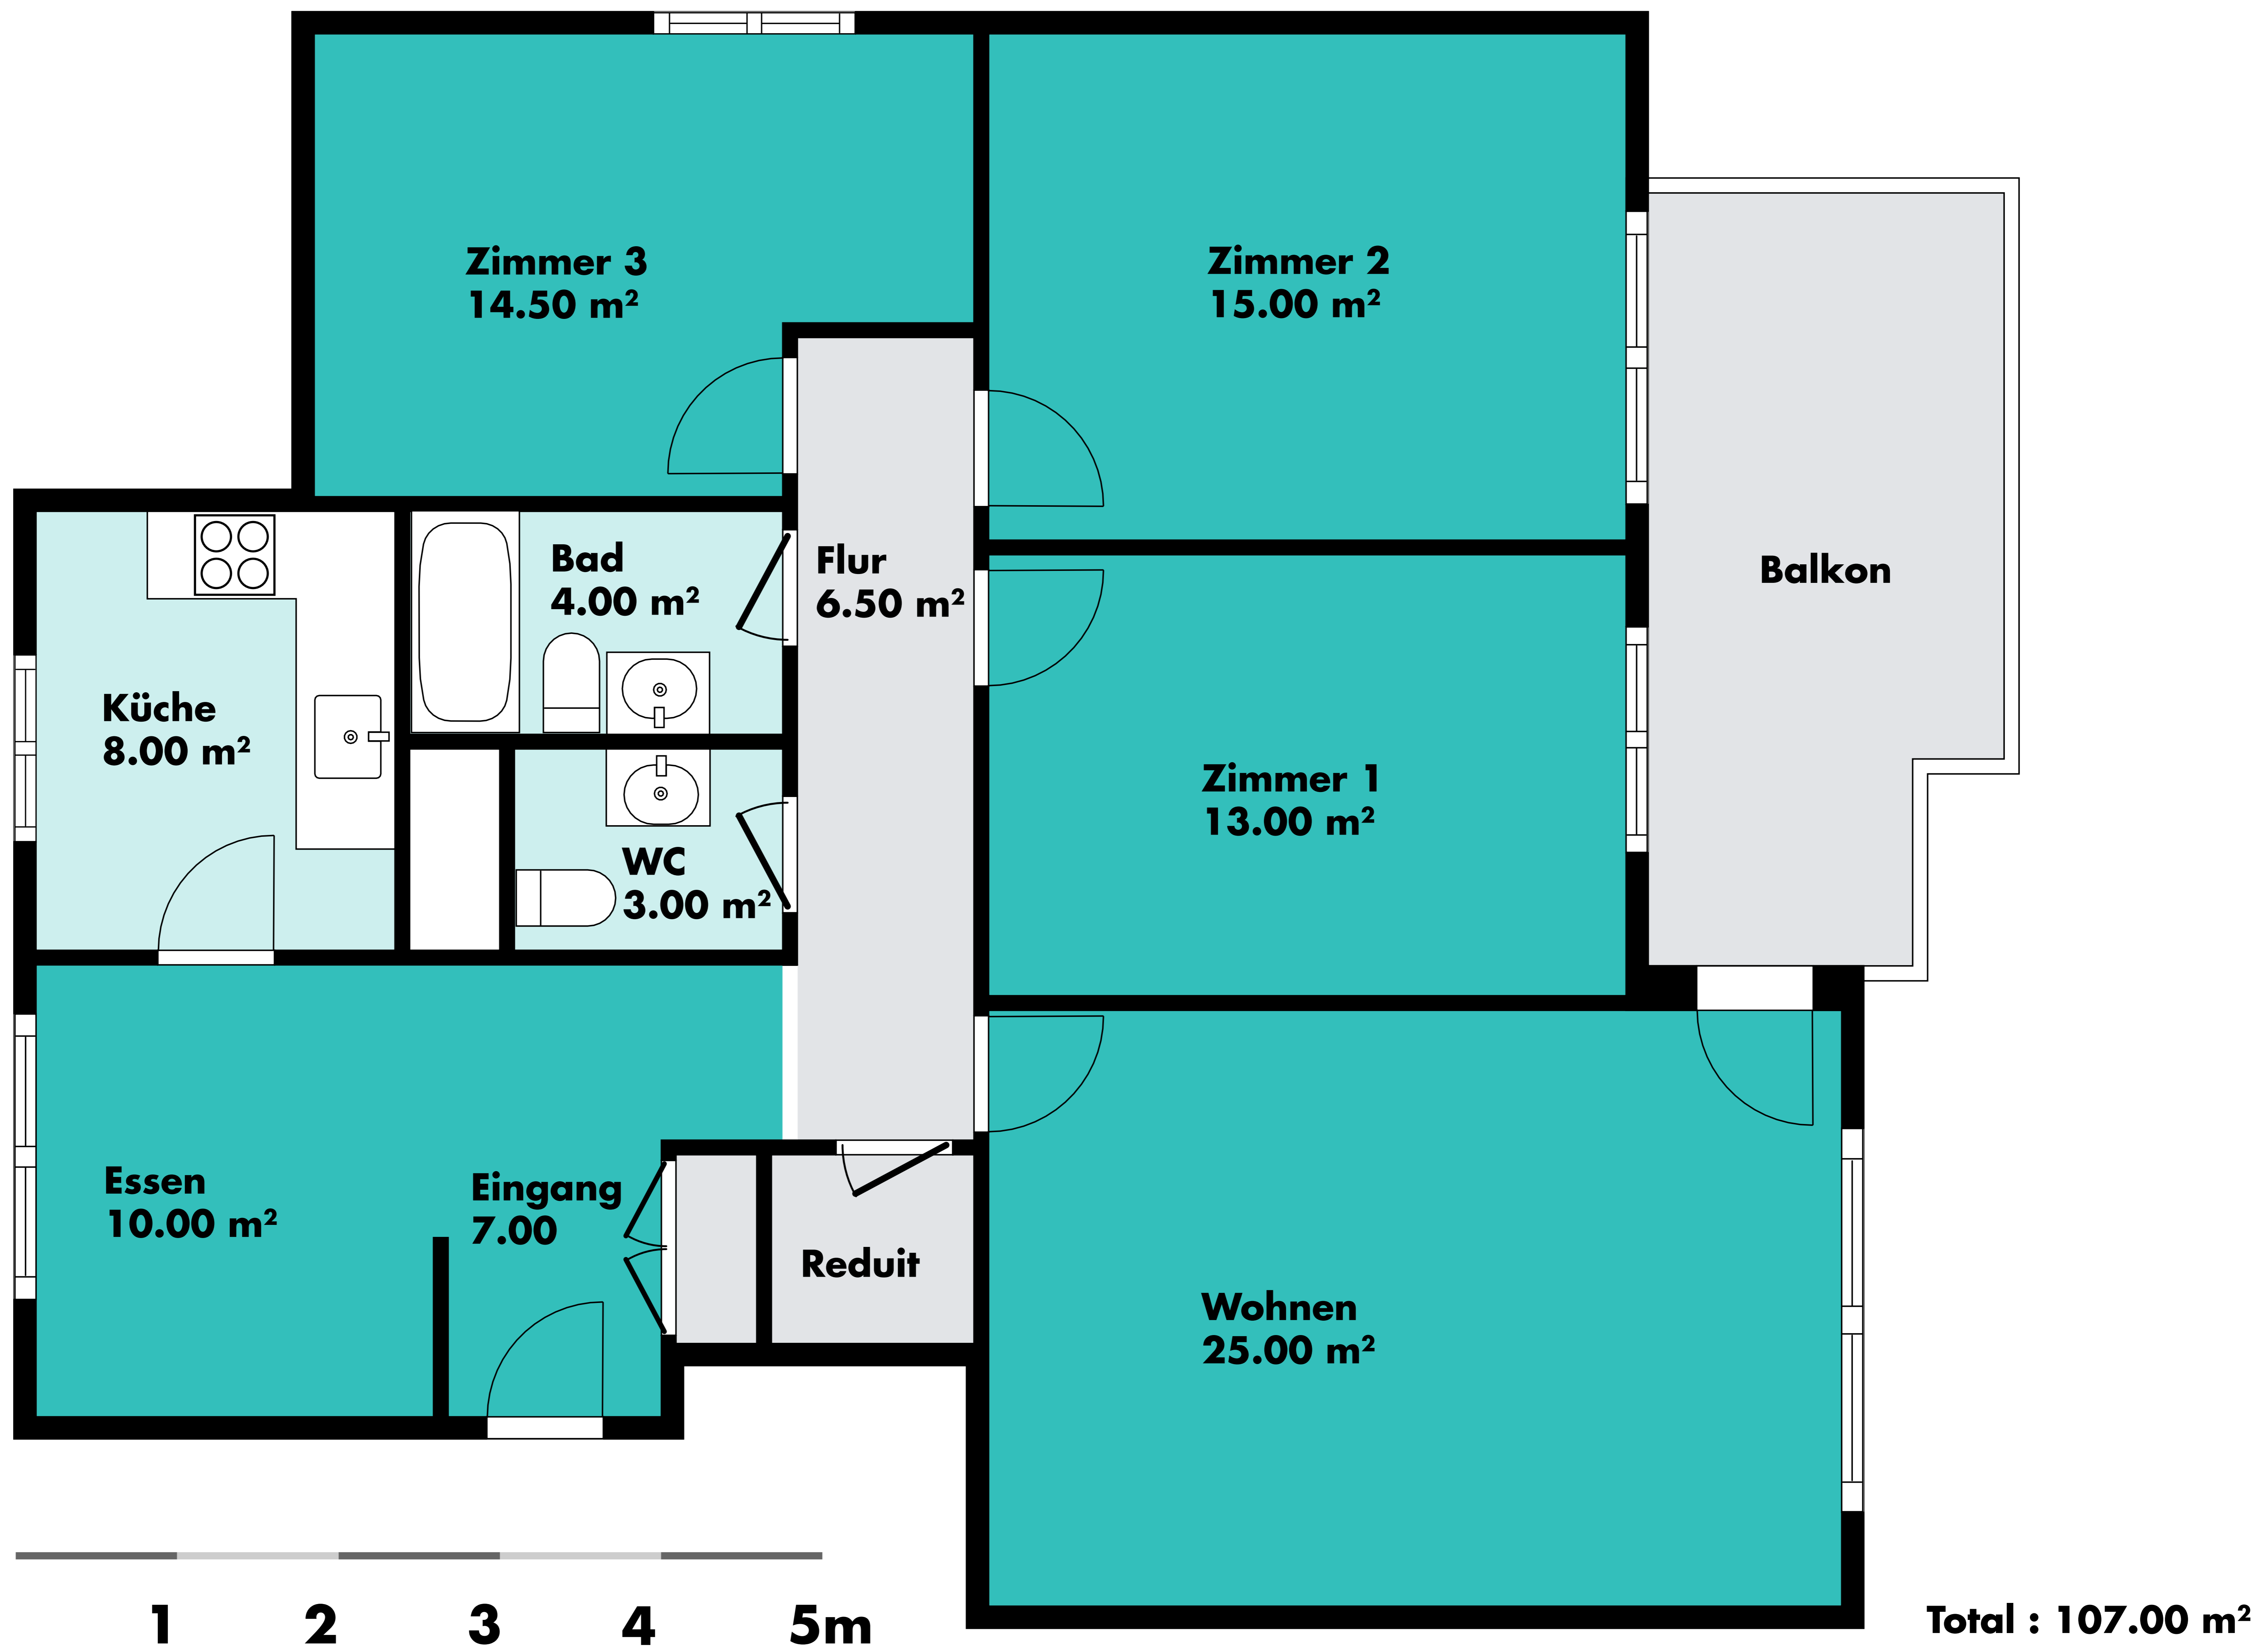 Zimmer 3
14.50 m²
Zimmer 2
15.00 m²
Bad
4.00 m²
Flur
6.50 m²
Balkon
Küche
8.00 m²
Zimmer 1
13.00 m²
WC
3.00 m²
Essen
10.00 m²
Eingang
7.00
Reduit
Wohnen
25.00 m²
1 2 3 4 5m
Total : 107.00 m²